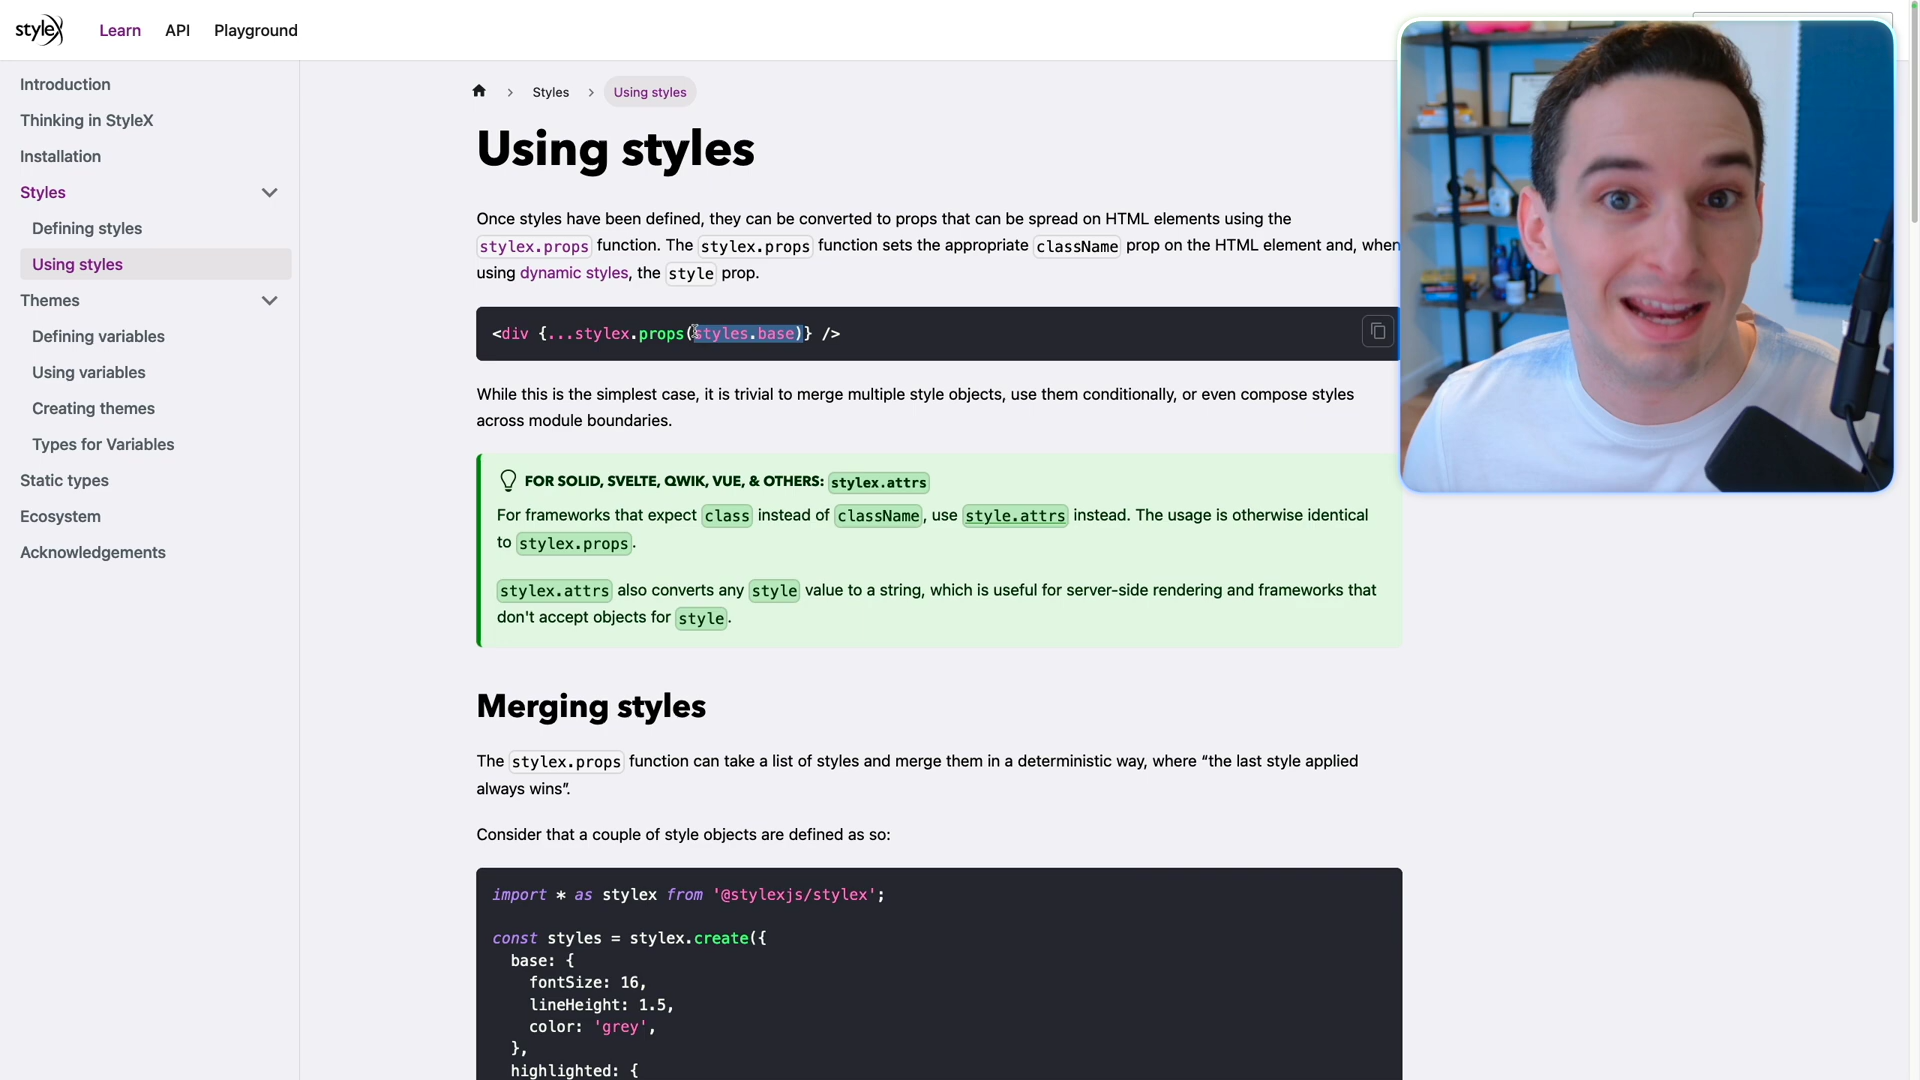 stylex
Learn
API
Playground
Introduction
Thinking in StyleX
Installation
Styles
Defining styles
Using styles
Themes
Defining variables
Using variables
Creating themes
Types for Variables
Static types
Ecosystem
Acknowledgements
Styles
Using styles
Using styles
Once styles have been defined, they can be converted to props that can be spread on HTML elements using the
stylex.props function. The stylex.props function sets the appropriate className prop on the HTML element and, when
using dynamic styles, the style prop.
<div {...stylex.props(styles.base)} />
While this is the simplest case, it is trivial to merge multiple style objects, use them conditionally, or even compose styles
across module boundaries.
FOR SOLID, SVELTE, QWIK, VUE, & OTHERS: stylex.attrs
For frameworks that expect class instead of className, use style.attrs instead. The usage is otherwise identical
to stylex.props.
stylex.attrs also converts any style value to a string, which is useful for server-side rendering and frameworks that
don't accept objects for style.
Merging styles
The stylex.props function can take a list of styles and merge them in a deterministic way, where “the last style applied
always wins”.
Consider that a couple of style objects are defined as so:
import * as stylex from '@stylexjs/stylex';
const styles = stylex.create({
base: {
fontSize: 16,
lineHeight: 1.5,
color: 'grey',
},
highlighted: {